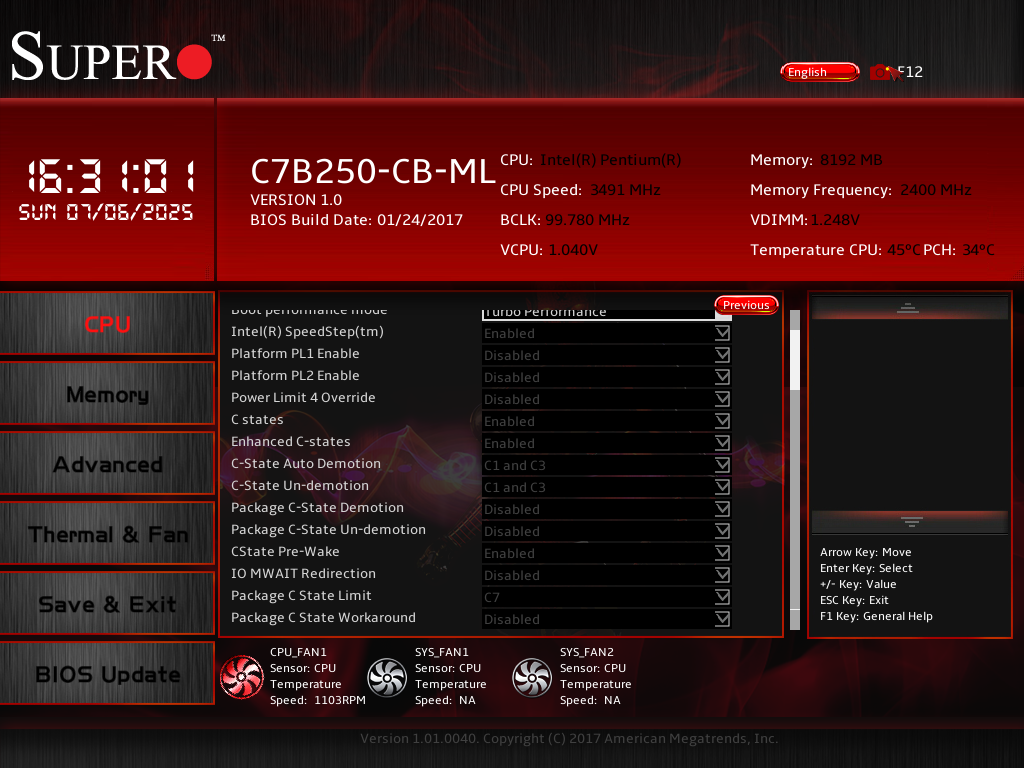 SUPER™
English
F12
16:31:01
SUN 07/06/2025
C7B250-CB-ML
VERSION 1.0
BIOS Build Date: 01/24/2017
CPU: Intel(R) Pentium(R)
CPU Speed: 3491 MHz
BCLK: 99.780 MHz
VCPU: 1.040V
Memory: 8192 MB
Memory Frequency: 2400 MHz
VDIMM: 1.248V
Temperature CPU: 45°C PCH: 34°C
CPU
Memory
Advanced
Thermal & Fan
Save & Exit
BIOS Update
Previous
Boot performance mode Turbo Performance
Intel(R) SpeedStep(tm) Enabled
Platform PL1 Enable Disabled
Platform PL2 Enable Disabled
Power Limit 4 Override Disabled
C states Enabled
Enhanced C-states Enabled
C-State Auto Demotion C1 and C3
C-State Un-demotion C1 and C3
Package C-State Demotion Disabled
Package C-State Un-demotion Disabled
CState Pre-Wake Enabled
IO MWAIT Redirection Disabled
Package C State Limit C7
Package C State Workaround Disabled
Arrow Key: Move
Enter Key: Select
+/- Key: Value
ESC Key: Exit
F1 Key: General Help
CPU_FAN1
Sensor: CPU
Temperature
Speed: 1103RPM
SYS_FAN1
Sensor: CPU
Temperature
Speed: NA
SYS_FAN2
Sensor: CPU
Temperature
Speed: NA
Version 1.01.0040. Copyright (C) 2017 American Megatrends, Inc.